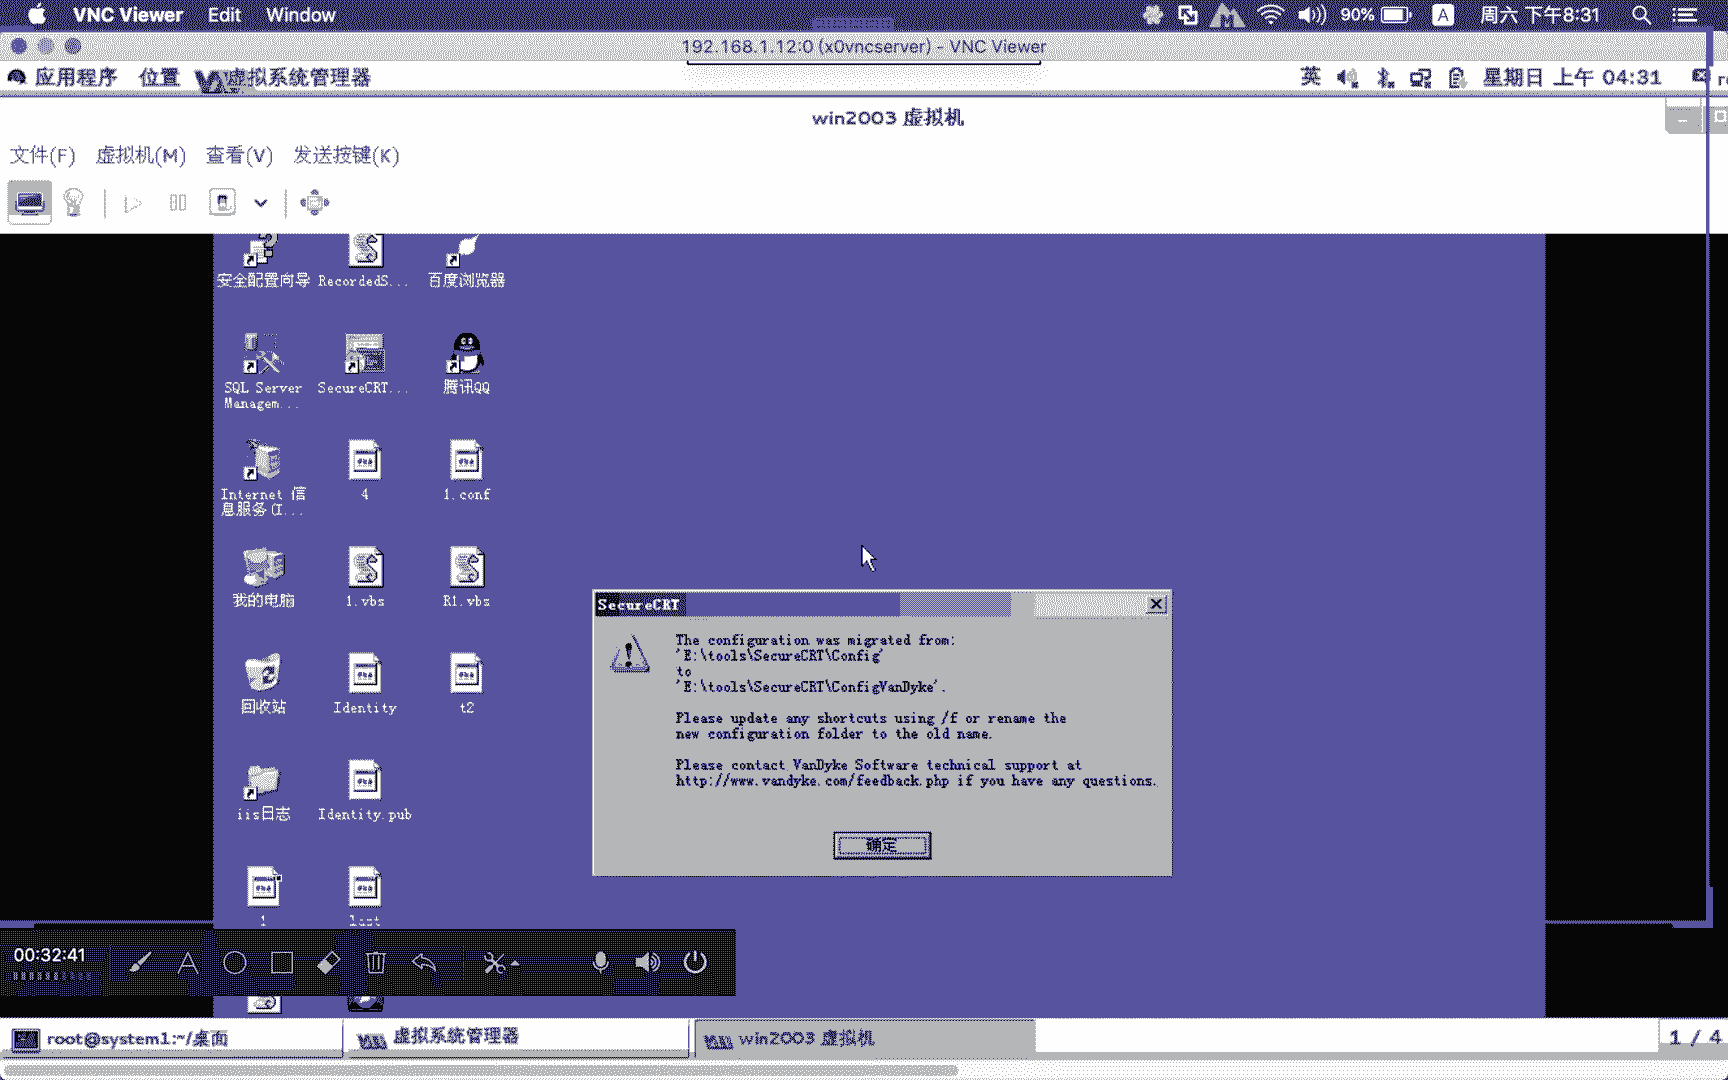 VNC Viewer Edit Window
90% A 周六 下午8:31
192.168.1.12:0 (x0vncserver) - VNC Viewer
应用程序 位置 虚拟系统管理器
英 星期日 上午 04:31
win2003 虚拟机
文件(F) 虚拟机(M) 查看(V) 发送按键(K)
安全配置向导 RecordedS... 百度浏览器
SQL Server
Managem...
SecureCRT...
腾讯QQ
Internet 信
息服务(I...
4
1.conf
我的电脑 1.vbs R1.vbs
回收站 Identity t2
iis日志 Identity.pub
1 last
SecureCRT
The configuration was migrated from:
'E:\tools\SecureCRT\Config'
to
'E:\tools\SecureCRT\ConfigVanDyke'.
Please update any shortcuts using /f or rename the
new configuration folder to the old name.
Please contact VanDyke Software technical support at
http://www.vandyke.com/feedback.php if you have any questions.
确定
00:32:41
root@system1:~/桌面 虚拟系统管理器 win2003 虚拟机 1 / 4